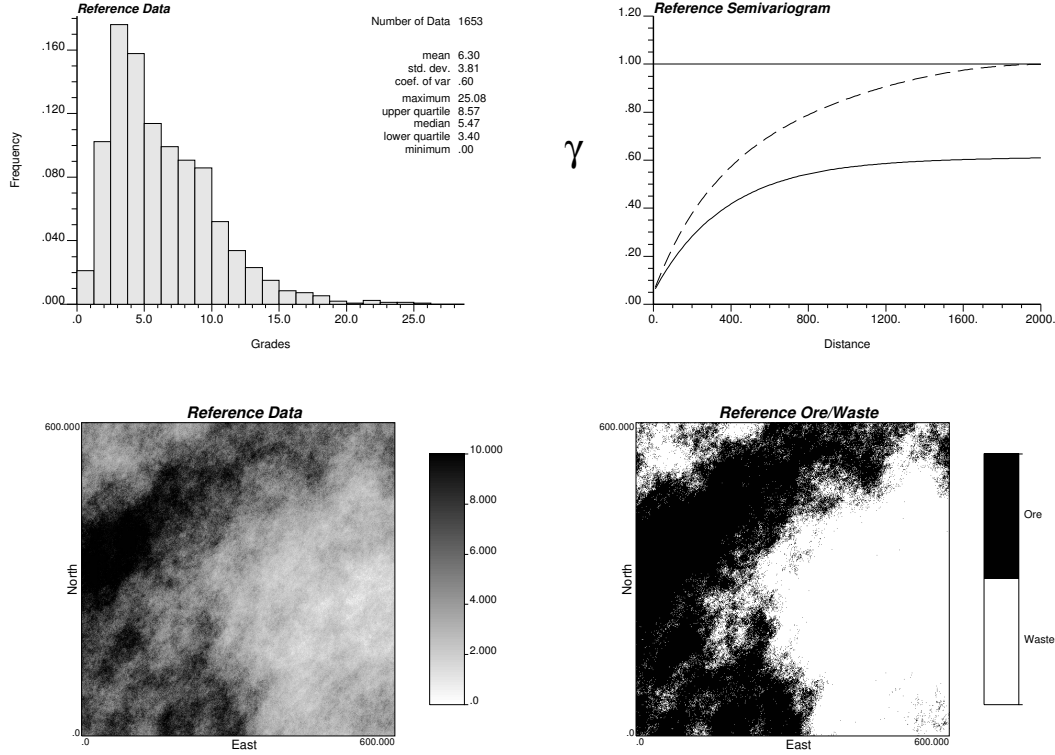 Reference Data
Number of Data 1653
mean 6.30
std. dev. 3.81
coef. of var .60
maximum 25.08
upper quartile 8.57
median 5.47
lower quartile 3.40
minimum .00
Frequency
.160
.120
.080
.040
.000
.0 5.0 10.0 15.0 20.0 25.0
Grades
Reference Semivariogram
γ
1.20
1.00
.80
.60
.40
.20
.00
0. 400. 800. 1200. 1600. 2000.
Distance
Reference Data
600.000
North
.0
.0 600.000
East
10.000
8.000
6.000
4.000
2.000
.0
Reference Ore/Waste
600.000
North
.0
.0 600.000
East
Ore
Waste